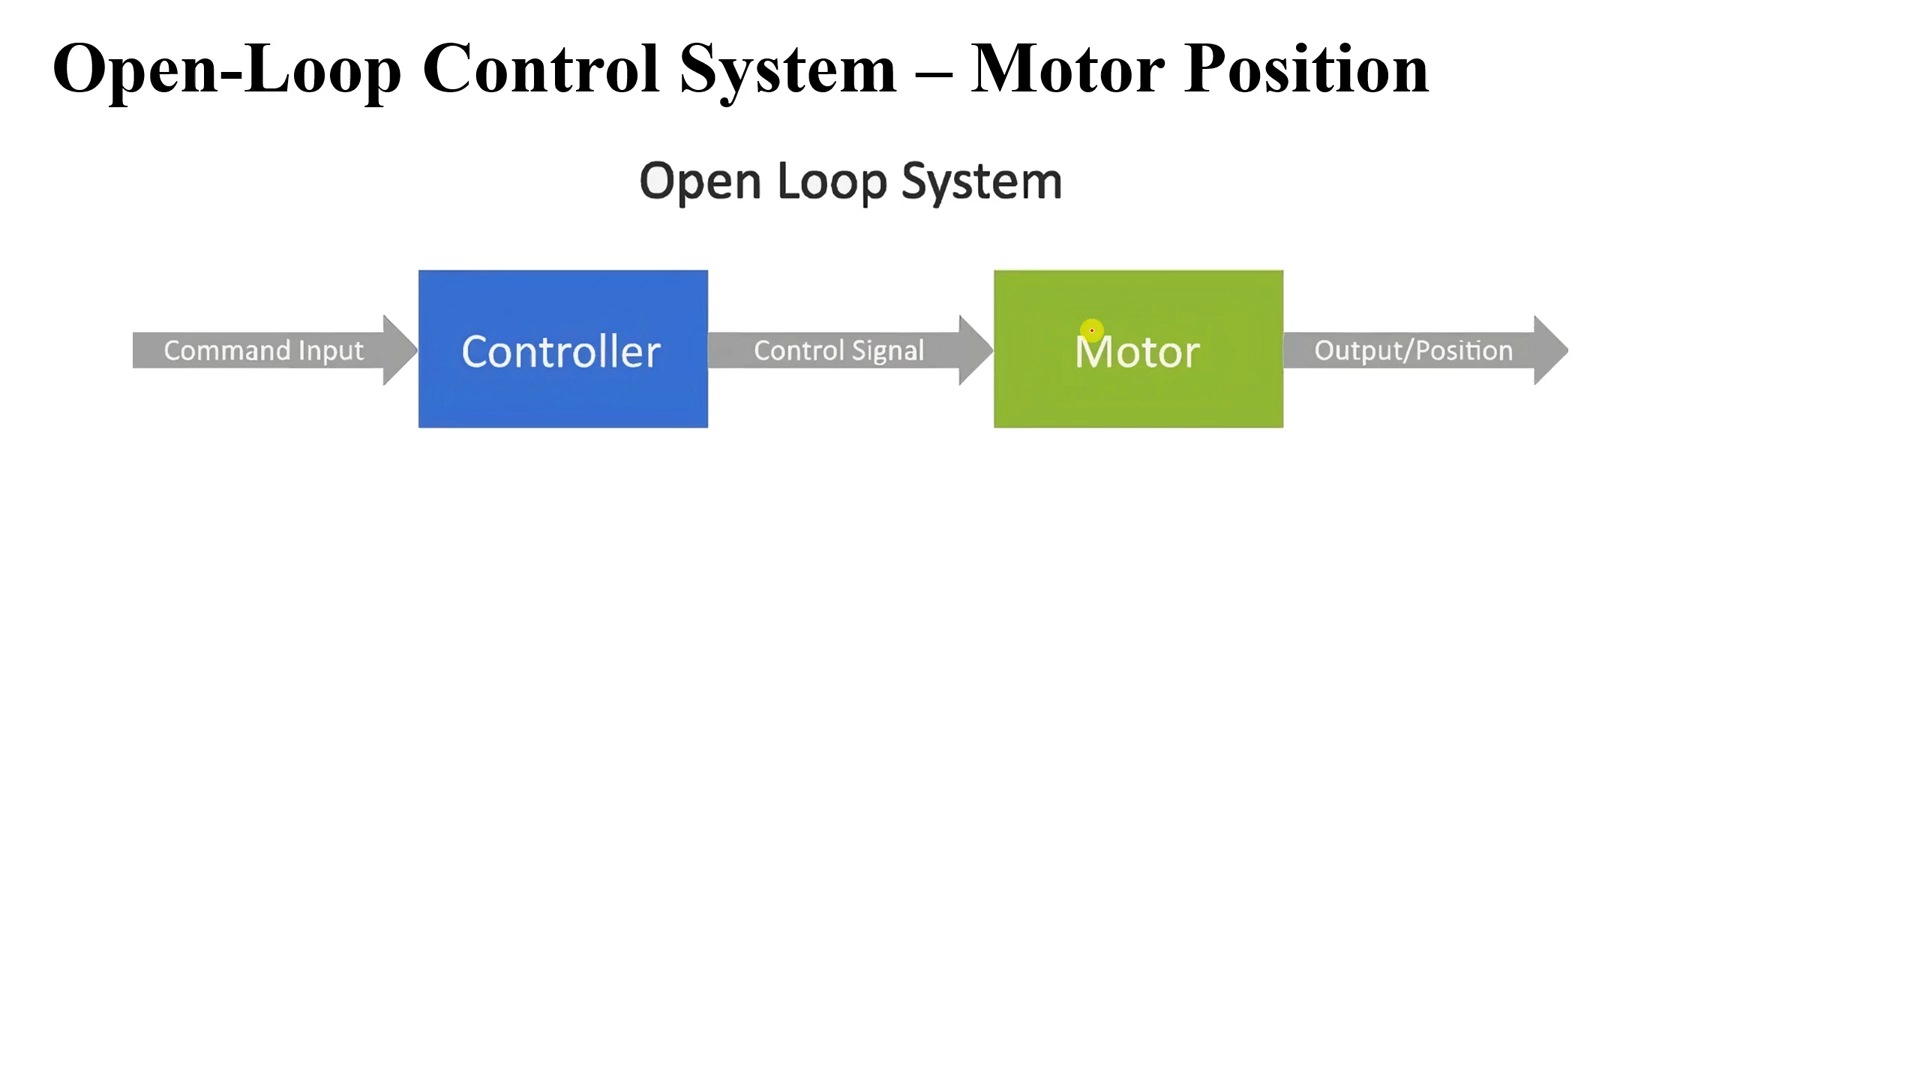 Open-Loop Control System – Motor Position
Open Loop System
Command Input
Controller
Control Signal
Motor
Output/Position